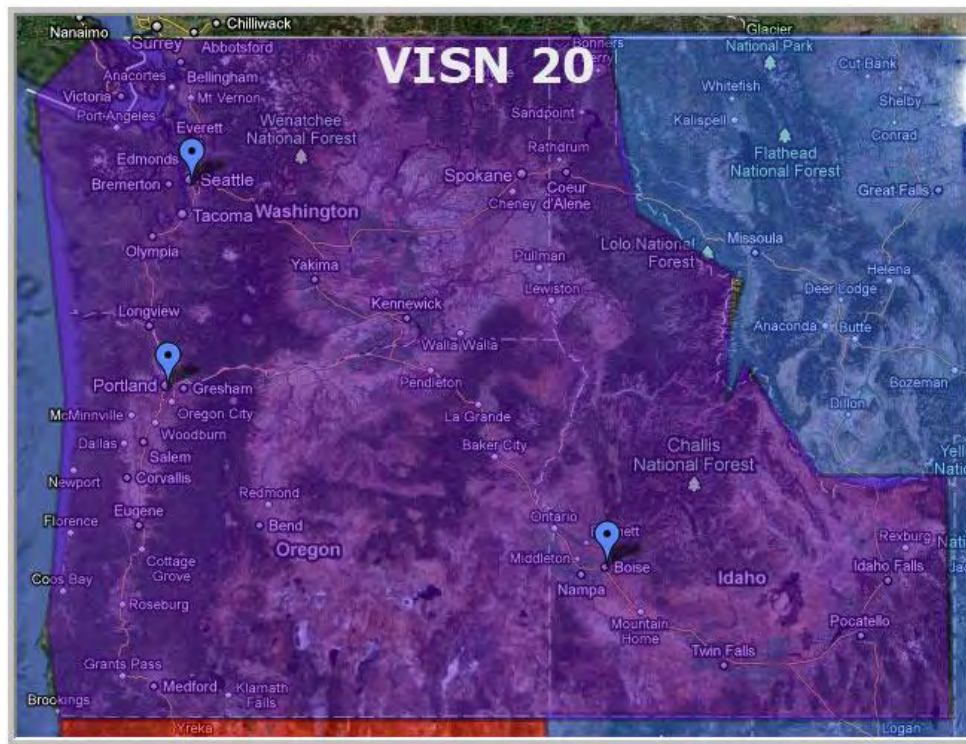 Nanaimo
Chilliwack
Surrey
Abbotsford
Glacier
National Park
VISN 20
Bonners
Cut Bank
Anacortes
Bellingham
Whitefish
Victoria
Mt Vernon
Sandpoint
Shelby
Port Angeles
Kalispell
Everett
Wenatchee
National Forest
Conrad
Edmonds
Rathdrum
Flathead
National Forest
Bremerton
Seattle
Spokane
Coeur
d'Alene
Cheney
Great Falls
Tacoma
Washington
Olympia
Lolo National
Forest
Missoula
Pullman
Yakima
Helena
Lewiston
Deer Lodge
Longview
Kennewick
Anaconda
Butte
Walla Walla
Portland
Gresham
Pendleton
Bozeman
McMinnville
Oregon City
La Grande
Dillon
Woodburn
Dallas
Baker City
Challis
National Forest
Salem
Newport
Corvallis
Redmond
Eugene
Florence
Bend
Ontario
Oregon
Rexburg
Middleton
Boise
Cottage
Grove
Idaho Falls
Coos Bay
Nampa
Idaho
Roseburg
Mountain
Home
Pocatello
Twin Falls
Grants Pass
Medford
Klamath
Falls
Brookings
Yreka
Logan